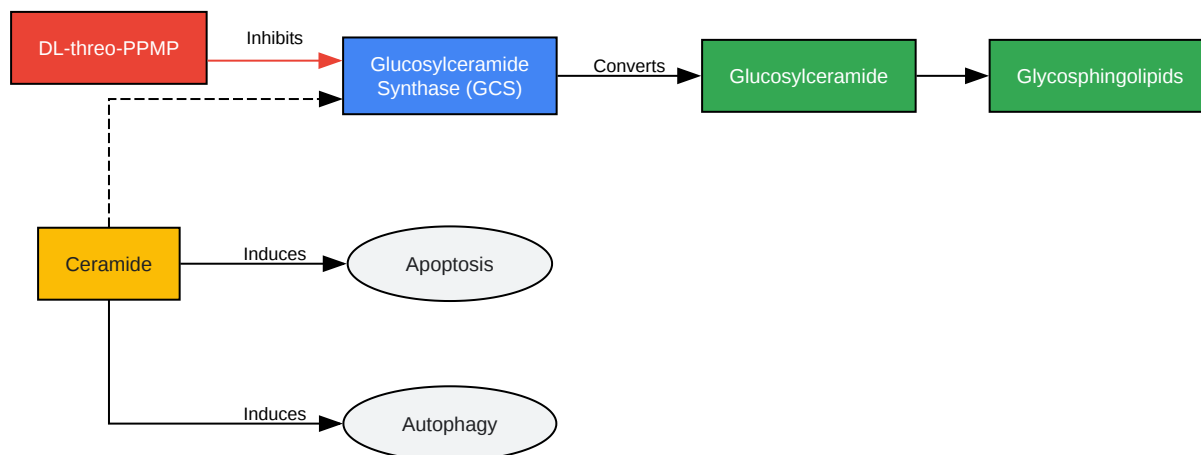 DL-threo-PPMP
Inhibits
Glucosylceramide
Synthase (GCS)
Converts
Glucosylceramide
Glycosphingolipids
Ceramide
Induces
Apoptosis
Induces
Autophagy